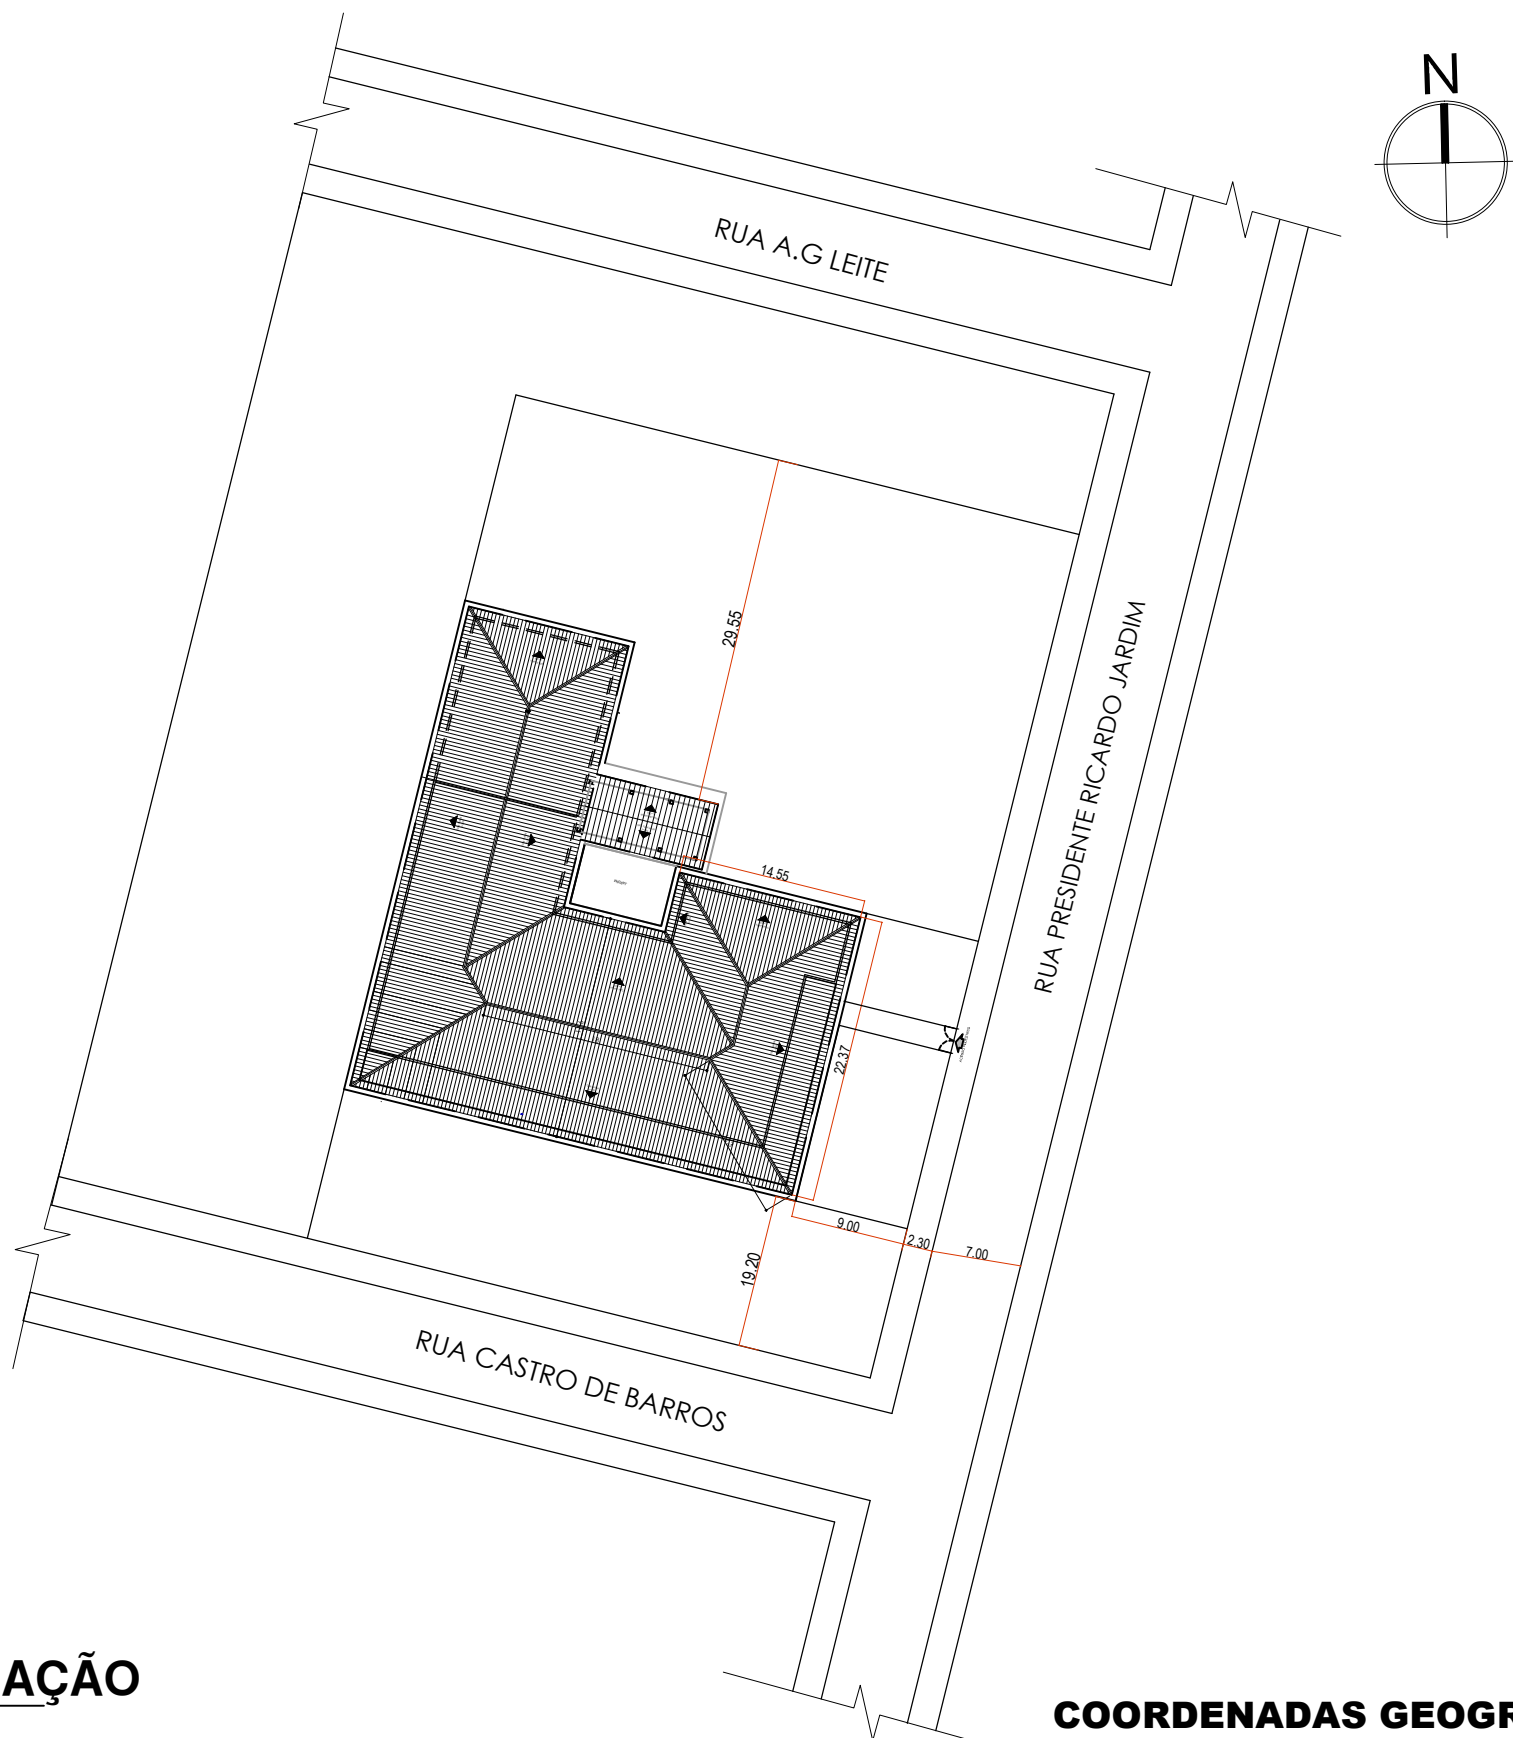 N
RUA A.G LEITE
29.55
RUA PRESIDENTE RICARDO JARDIM
14.55
22.37
9.00
2.30
7.00
19.20
RUA CASTRO DE BARROS
AÇÃO
COORDENADAS GEOGR